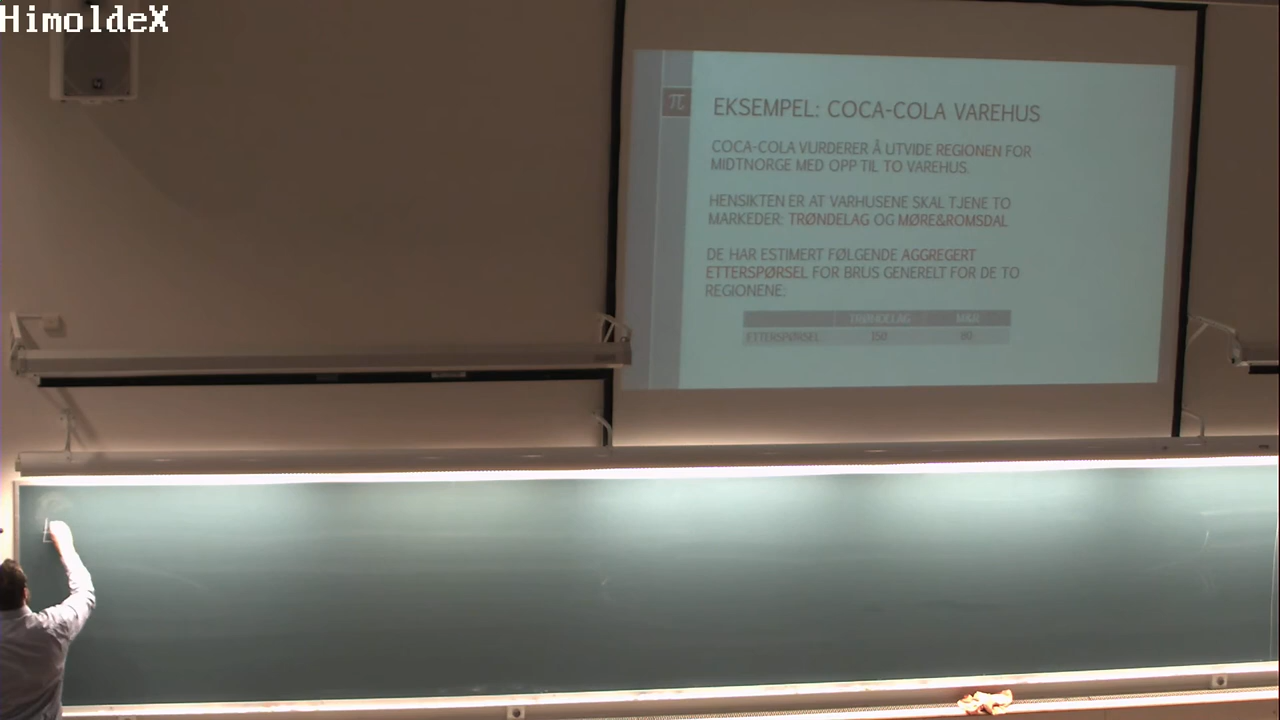 HimoldeX
π
EKSEMPEL: COCA-COLA VAREHUS
COCA-COLA VURDERER Å UTVIDE REGIONEN FOR
MIDTNORGE MED OPP TIL TO VAREHUS.
HENSIKTEN ER AT VARHUSENE SKAL TJENE TO
MARKEDER: TRØNDELAG OG MØRE&ROMSDAL
DE HAR ESTIMERT FØLGENDE AGGREGERT
ETTERSPØRSEL FOR BRUS GENERELT FOR DE TO
REGIONENE:
TRØNDELAG M&R
ETTERSPØRSEL 150